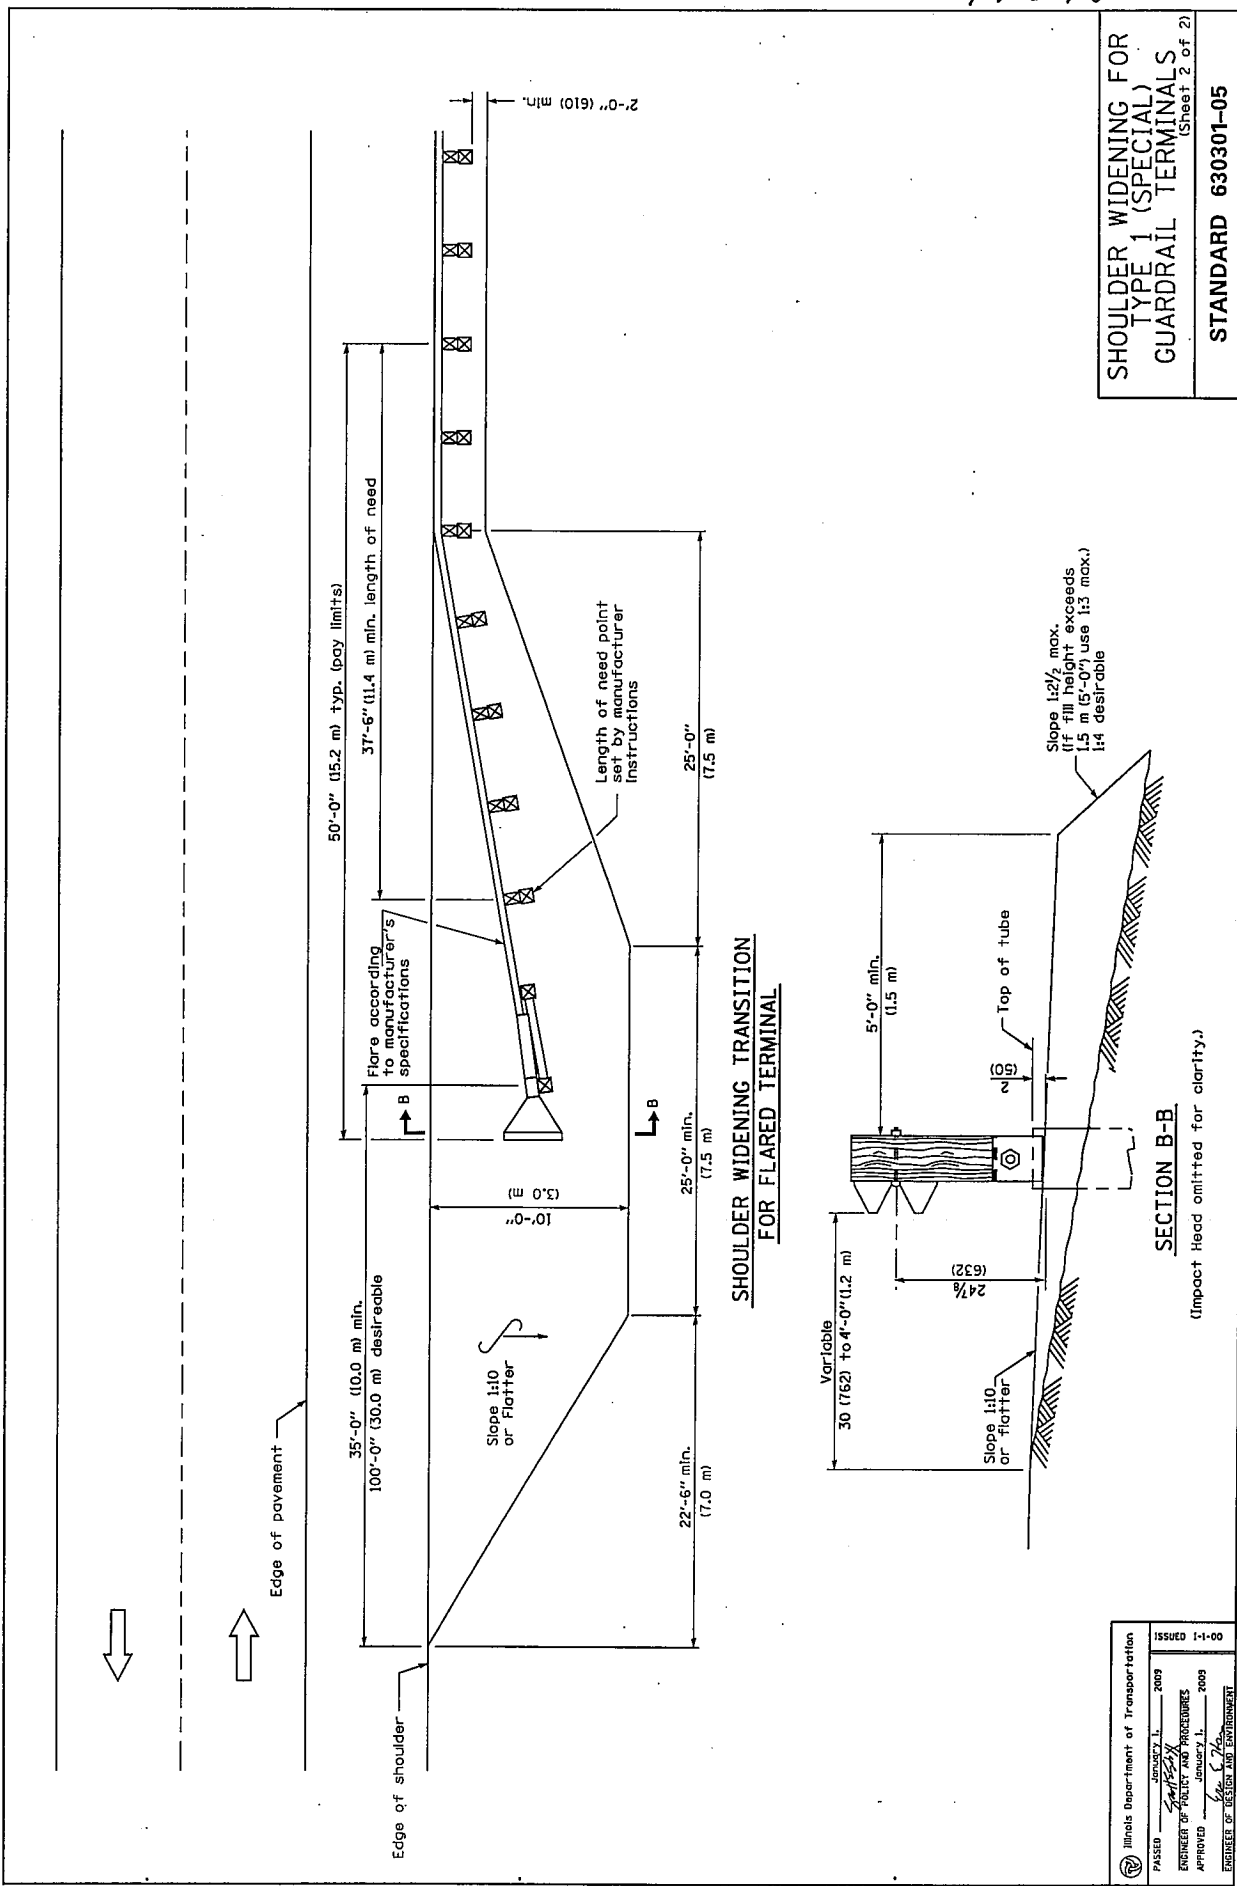 Edge of shoulder
Edge of pavement
35'-0" (10.0 m) min.
100'-0" (30.0 m) desireable
50'-0" (15.2 m) typ. (pay limits)
37'-6" (11.4 m) min. length of need
Flare according
to manufacturer's
specifications
B
B
2'-0" (610) min.
Length of need point
set by manufacturer
instructions
10'-0"
(3.0 m)
Slope 1:10
or Flatter
22'-6" min.
(7.0 m)
25'-0" min.
(7.5 m)
25'-0"
(7.5 m)
SHOULDER WIDENING TRANSITION
FOR FLARED TERMINAL
Variable
30 (762) to 4'-0" (1.2 m)
5'-0" min.
(1.5 m)
Slope 1:10
or flatter
24⅞
(632)
2
(50)
Top of tube
Slope 1:2½ max.
(If fill height exceeds
1.5 m (5'-0") use 1:3 max.)
1:4 desirable
SECTION B-B
(Impact Head omitted for clarity.)
Illinois Department of Transportation
PASSED January 1, 2009
ENGINEER OF POLICY AND PROCEDURES
APPROVED January 1, 2009
ENGINEER OF DESIGN AND ENVIRONMENT
ISSUED 1-1-00
SHOULDER WIDENING FOR
TYPE 1 (SPECIAL)
GUARDRAIL TERMINALS
(Sheet 2 of 2)
STANDARD 630301-05